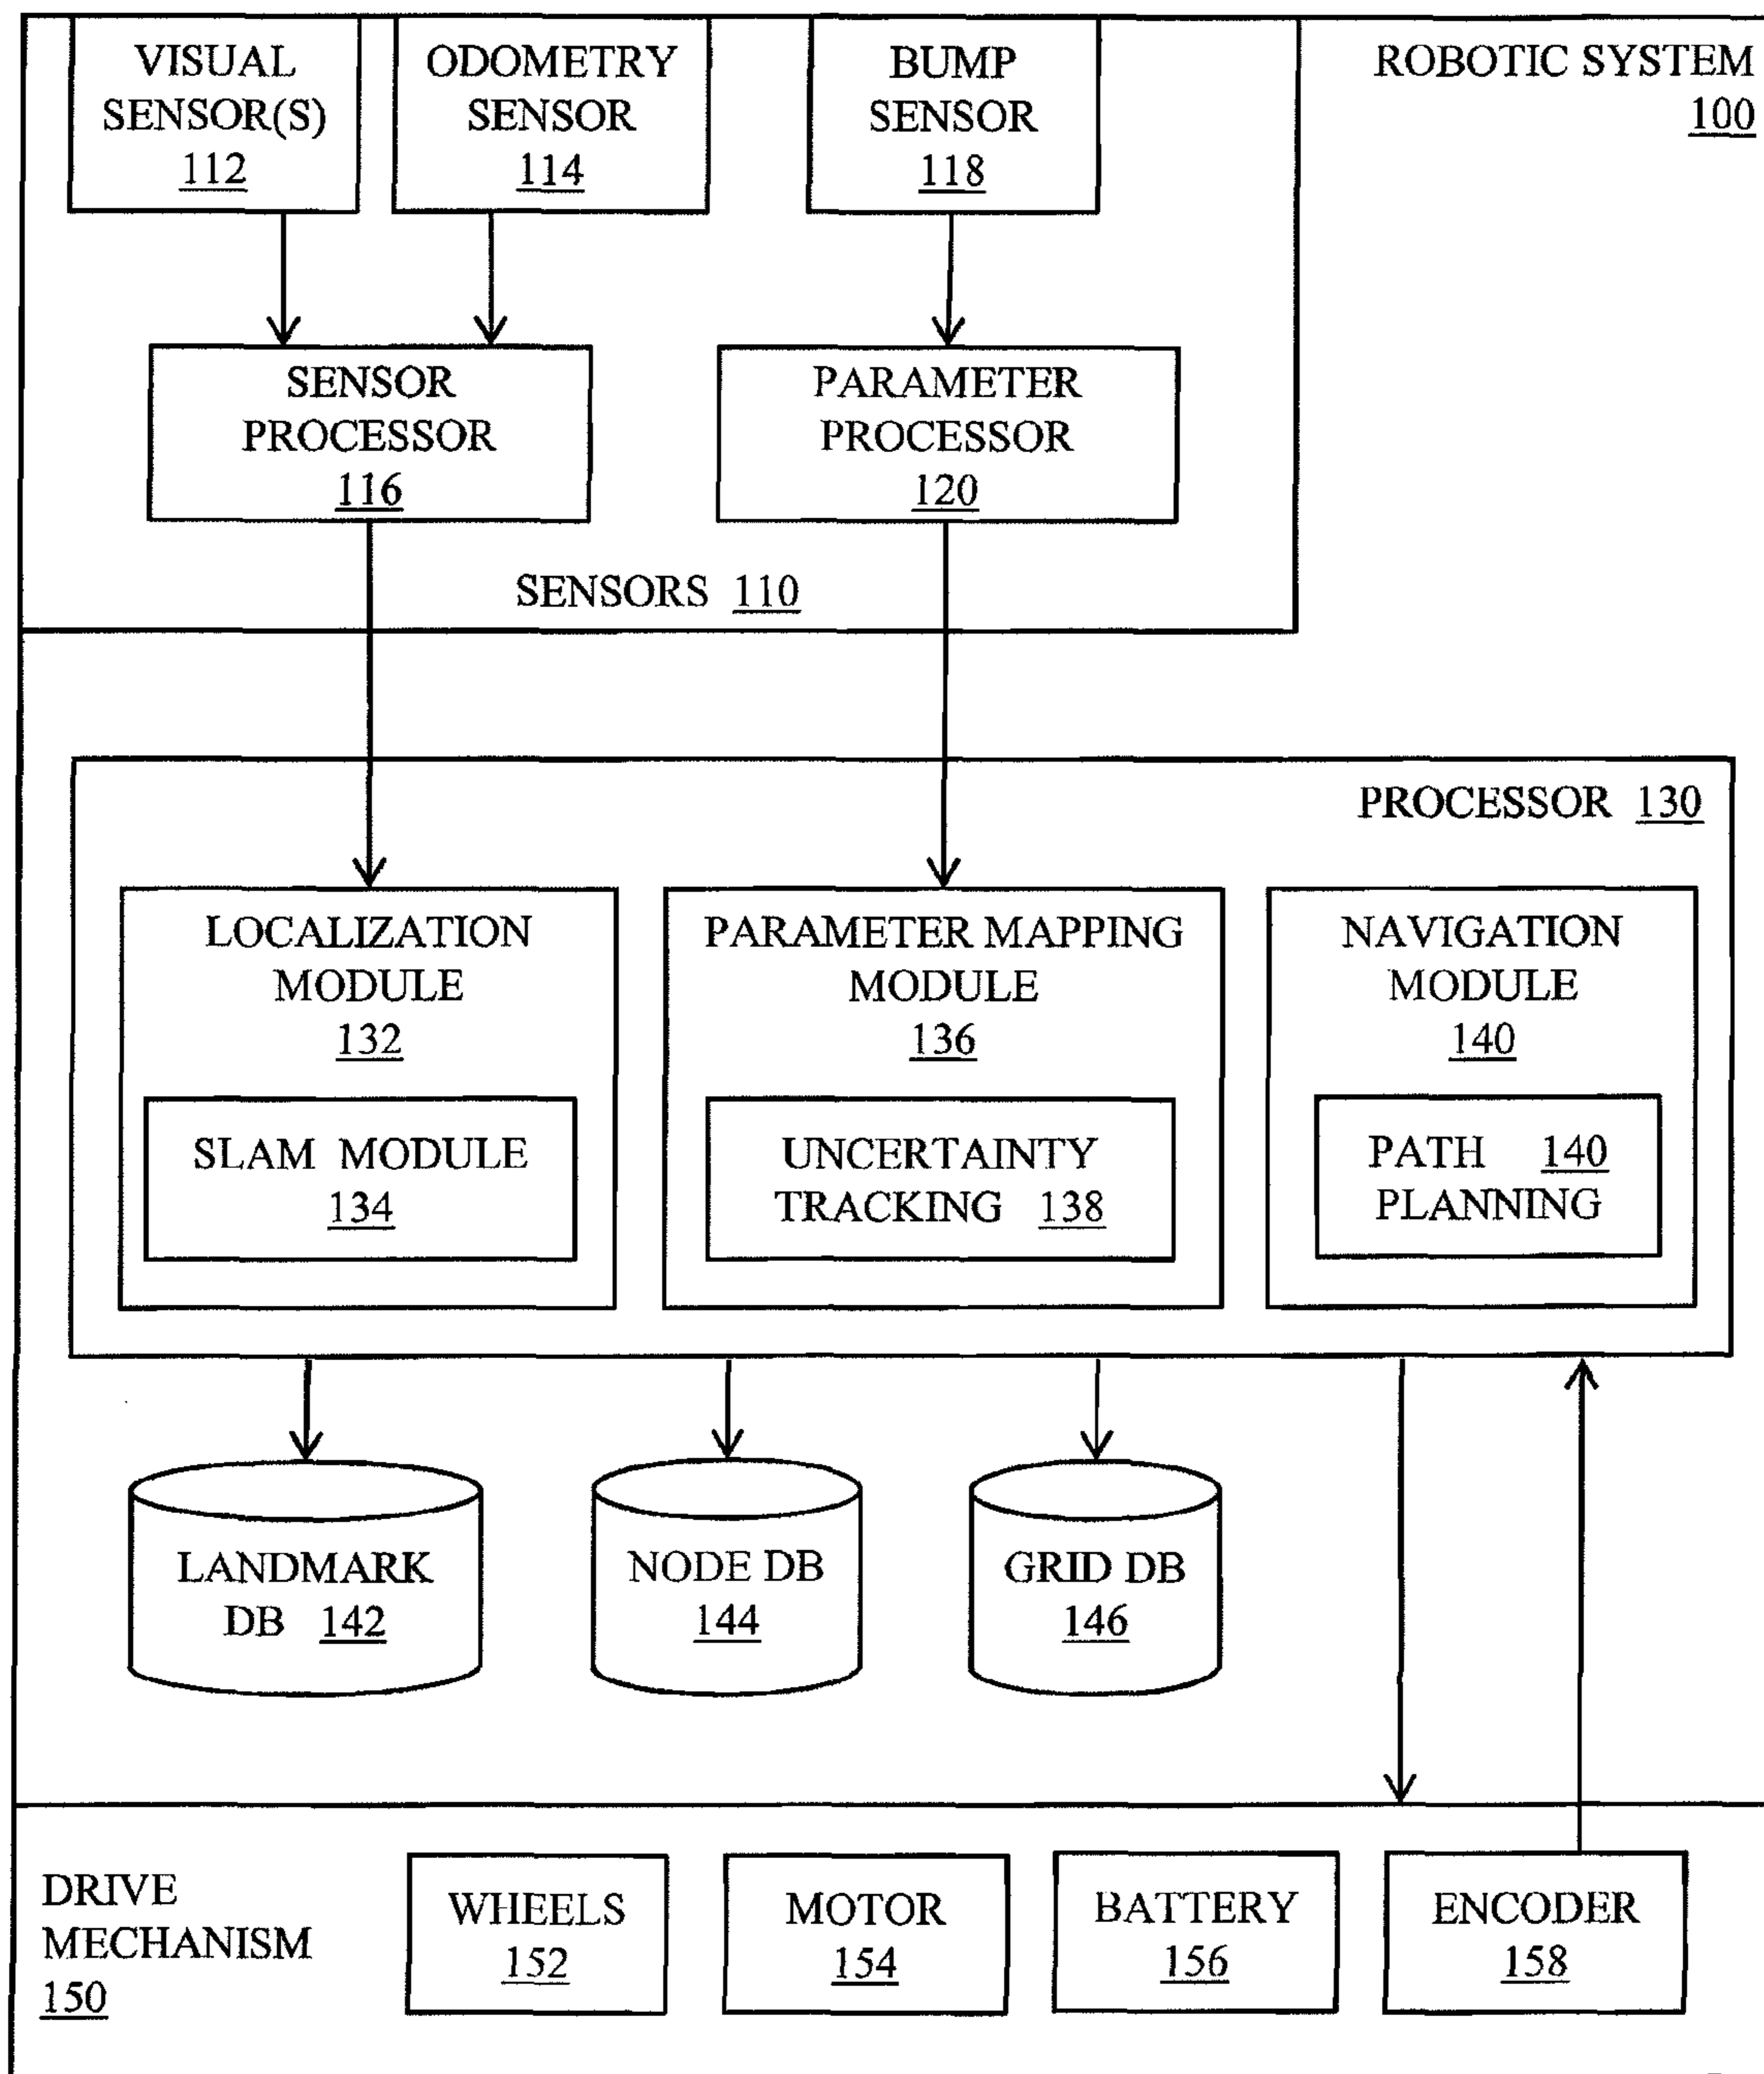 VISUAL
SENSOR(S)
112
ODOMETRY
SENSOR
114
BUMP
SENSOR
118
ROBOTIC SYSTEM
100
SENSOR
PROCESSOR
116
PARAMETER
PROCESSOR
120
SENSORS 110
PROCESSOR 130
LOCALIZATION
MODULE
132
SLAM MODULE
134
PARAMETER MAPPING
MODULE
136
UNCERTAINTY
TRACKING 138
NAVIGATION
MODULE
140
PATH 140
PLANNING
LANDMARK
DB 142
NODE DB
144
GRID DB
146
DRIVE
MECHANISM
150
WHEELS
152
MOTOR
154
BATTERY
156
ENCODER
158